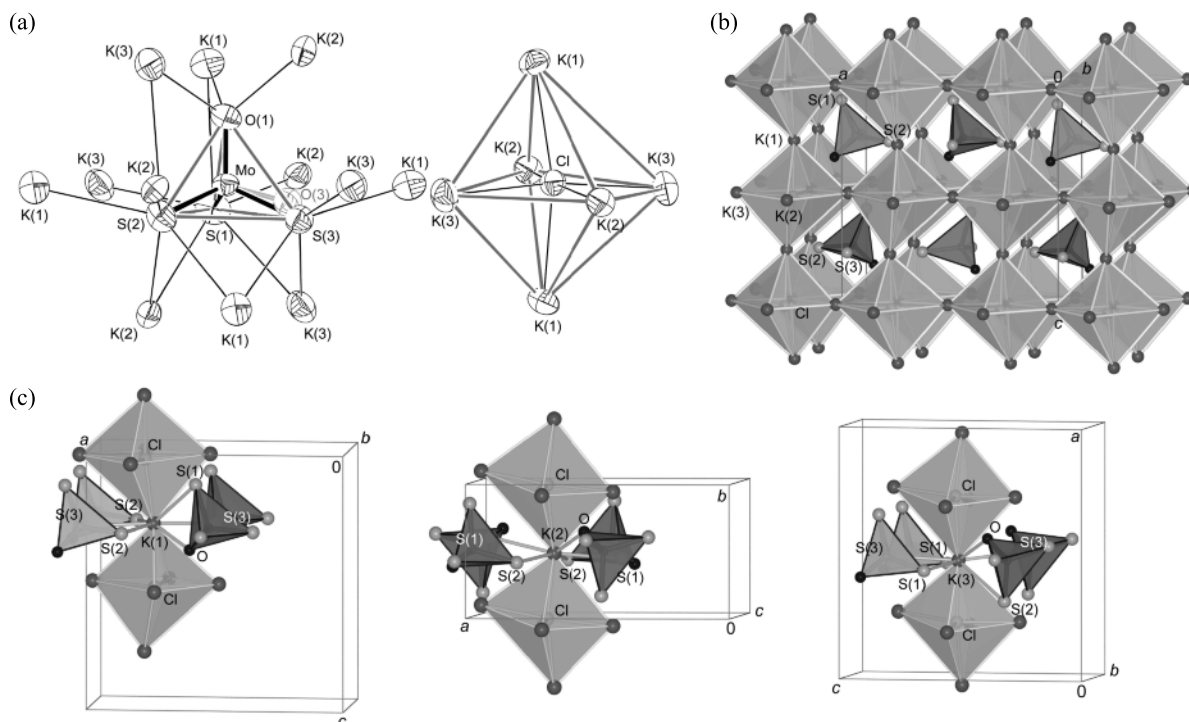 (a)
K(3)
K(1)
K(2)
O(1)
K(3)
K(2)
Mo
K(2)
K(3)
K(1)
K(1)
O(3)
S(2)
S(1)
S(3)
K(2)
K(1)
K(3)
K(1)
K(2)
Cl
K(3)
K(3)
K(2)
K(1)
(b)
a
0
b
S(1)
S(2)
K(1)
K(3)
K(2)
S(2)
S(3)
Cl
c
(c)
a
b
Cl
0
S(1)
S(2)
S(3)
S(3)
S(2)
K(1)
O
Cl
c
Cl
a
b
O
K(2)
S(1)
S(2)
S(2)
S(1)
Cl
a
0
c
a
Cl
O
S(3)
S(1)
S(3)
S(1)
K(3)
S(2)
Cl
c
0
b